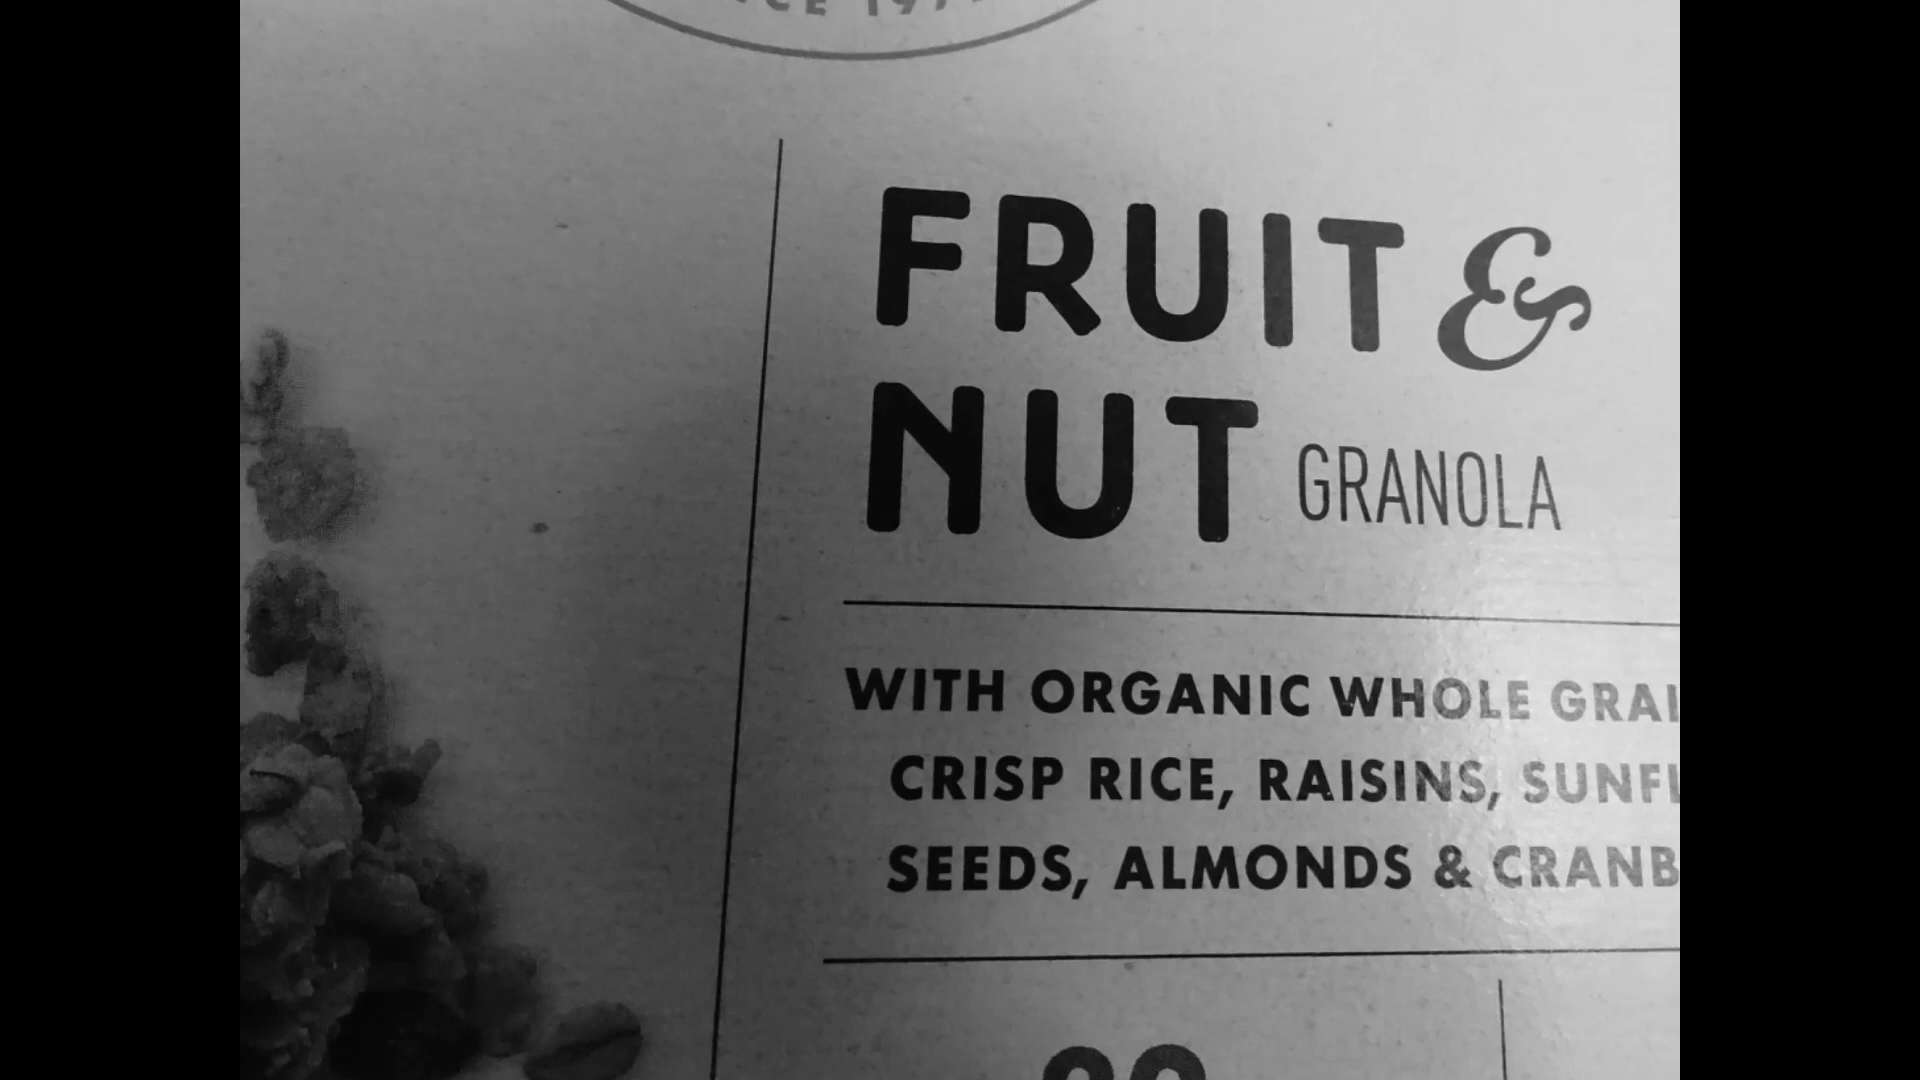 FRUIT &
NUT GRANOLA
WITH ORGANIC WHOLE
CRISP RICE, RAISINS,
SEEDS, ALMONDS &